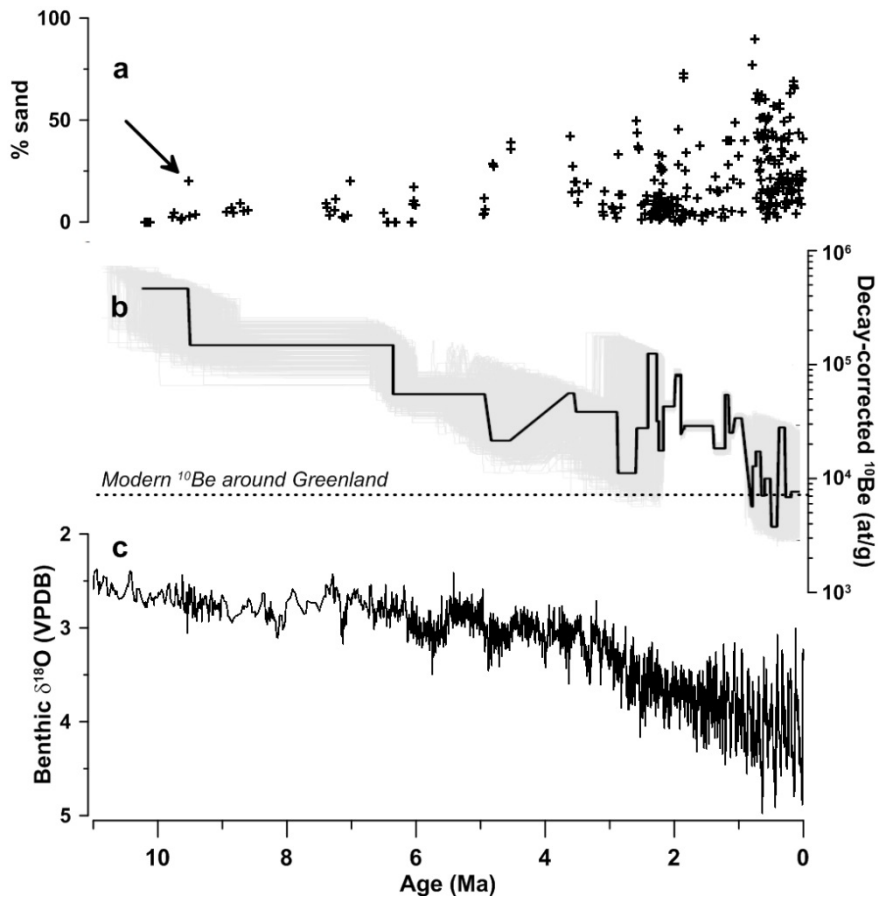 100
a
% sand
50
0
10⁶
b
Decay-corrected ¹⁰Be (at/g)
10⁵
Modern ¹⁰Be around Greenland
10⁴
10³
2
c
Benthic δ¹⁸O (VPDB)
3
4
5
10 8 6 4 2 0
Age (Ma)